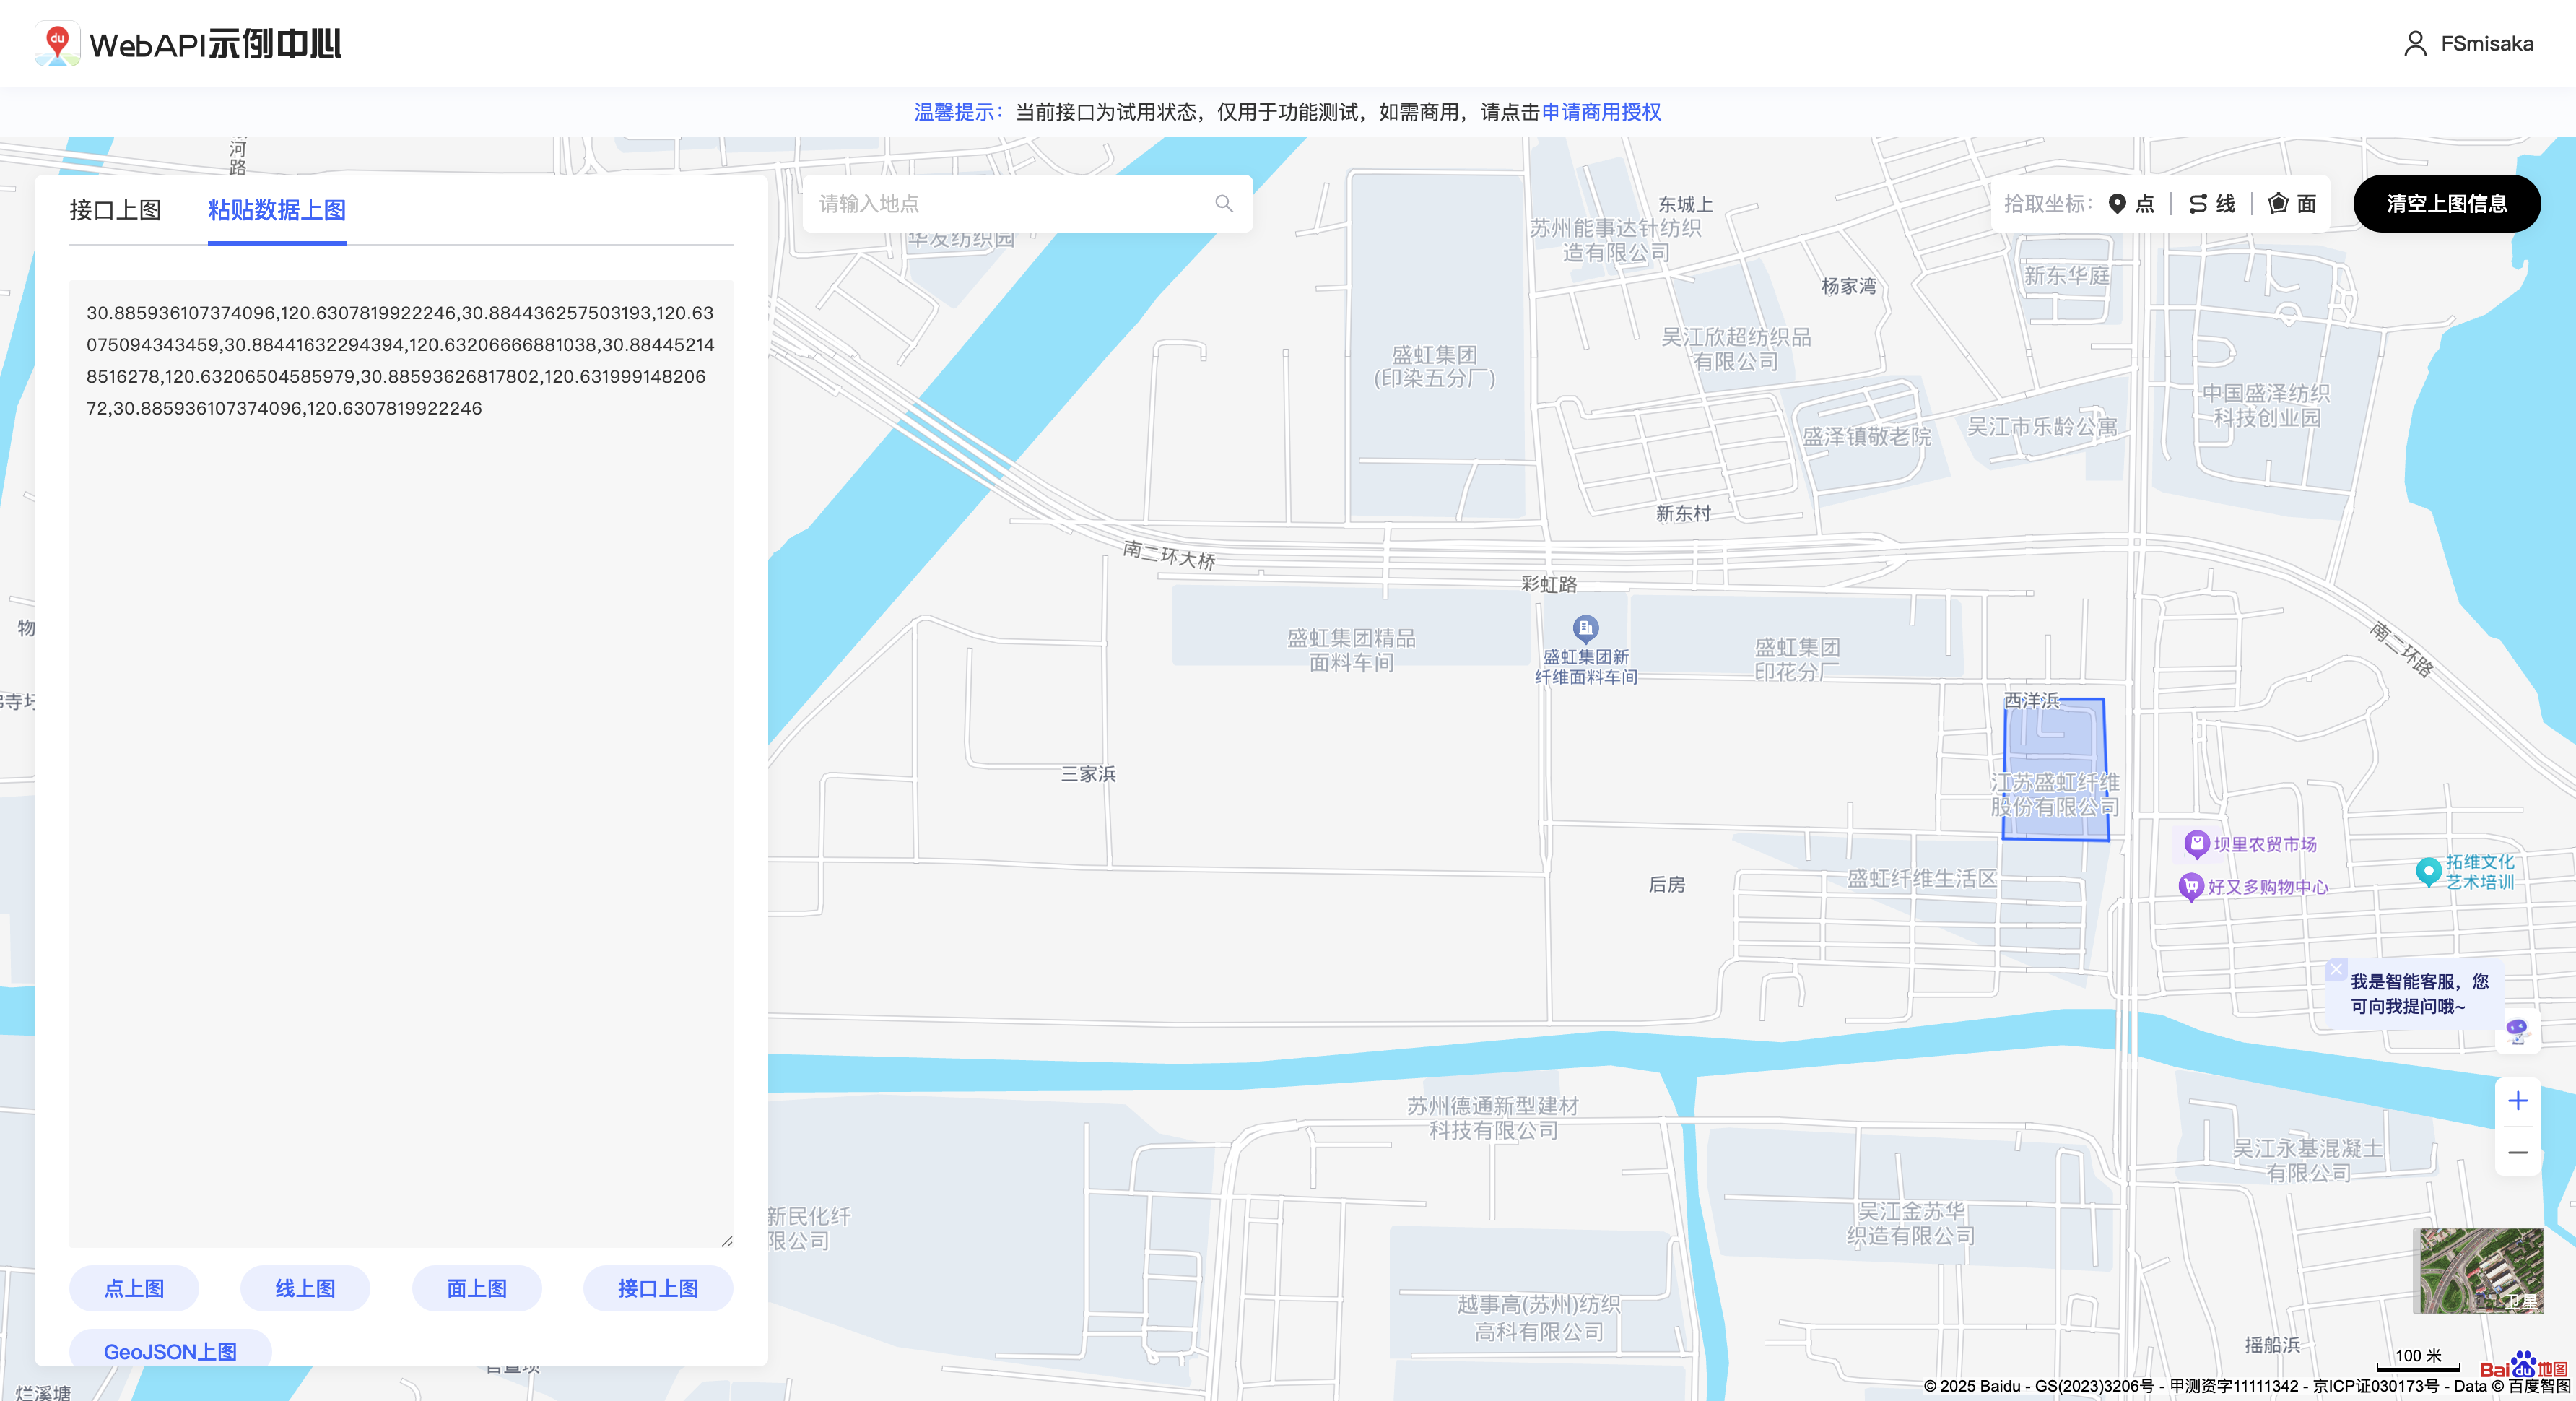 WebAPI示例中心
FSmisaka
温馨提示：当前接口为试用状态，仅用于功能测试，如需商用，请点击申请商用授权
接口上图
粘贴数据上图
30.885936107374096,120.6307819922246,30.884436257503193,120.63
075094343459,30.88441632294394,120.63206666881038,30.88445214
8516278,120.63206504585979,30.88593626817802,120.631999148206
72,30.885936107374096,120.6307819922246
点上图
线上图
面上图
接口上图
GeoJSON上图
请输入地点
拾取坐标：
点
线
面
清空上图信息
河
路
华发纺织园
东城上
苏州能事达针纺织
造有限公司
新东华庭
杨家湾
吴江欣超纺织品
有限公司
盛虹集团
(印染五分厂)
中国盛泽纺织
科技创业园
盛泽镇敬老院
吴江市乐龄公寓
新东村
南二环大桥
彩虹路
南二环路
盛虹集团精品
面料车间
盛虹集团新
纤维面料车间
盛虹集团
印花分厂
西洋浜
三家浜
江苏盛虹纤维
股份有限公司
坝里农贸市场
好又多购物中心
拓维文化
艺术培训
后房
盛虹纤维生活区
我是智能客服，您
可向我提问哦~
苏州德通新型建材
科技有限公司
吴江永基混凝土
有限公司
新民化纤
限公司
吴江金苏华
织造有限公司
越事高(苏州)纺织
高科有限公司
卫星
摇船浜
烂溪塘
物
寺圩
100 米
Bai du 地图
© 2025 Baidu - GS(2023)3206号 - 甲测资字11111342 - 京ICP证030173号 - Data © 百度智图